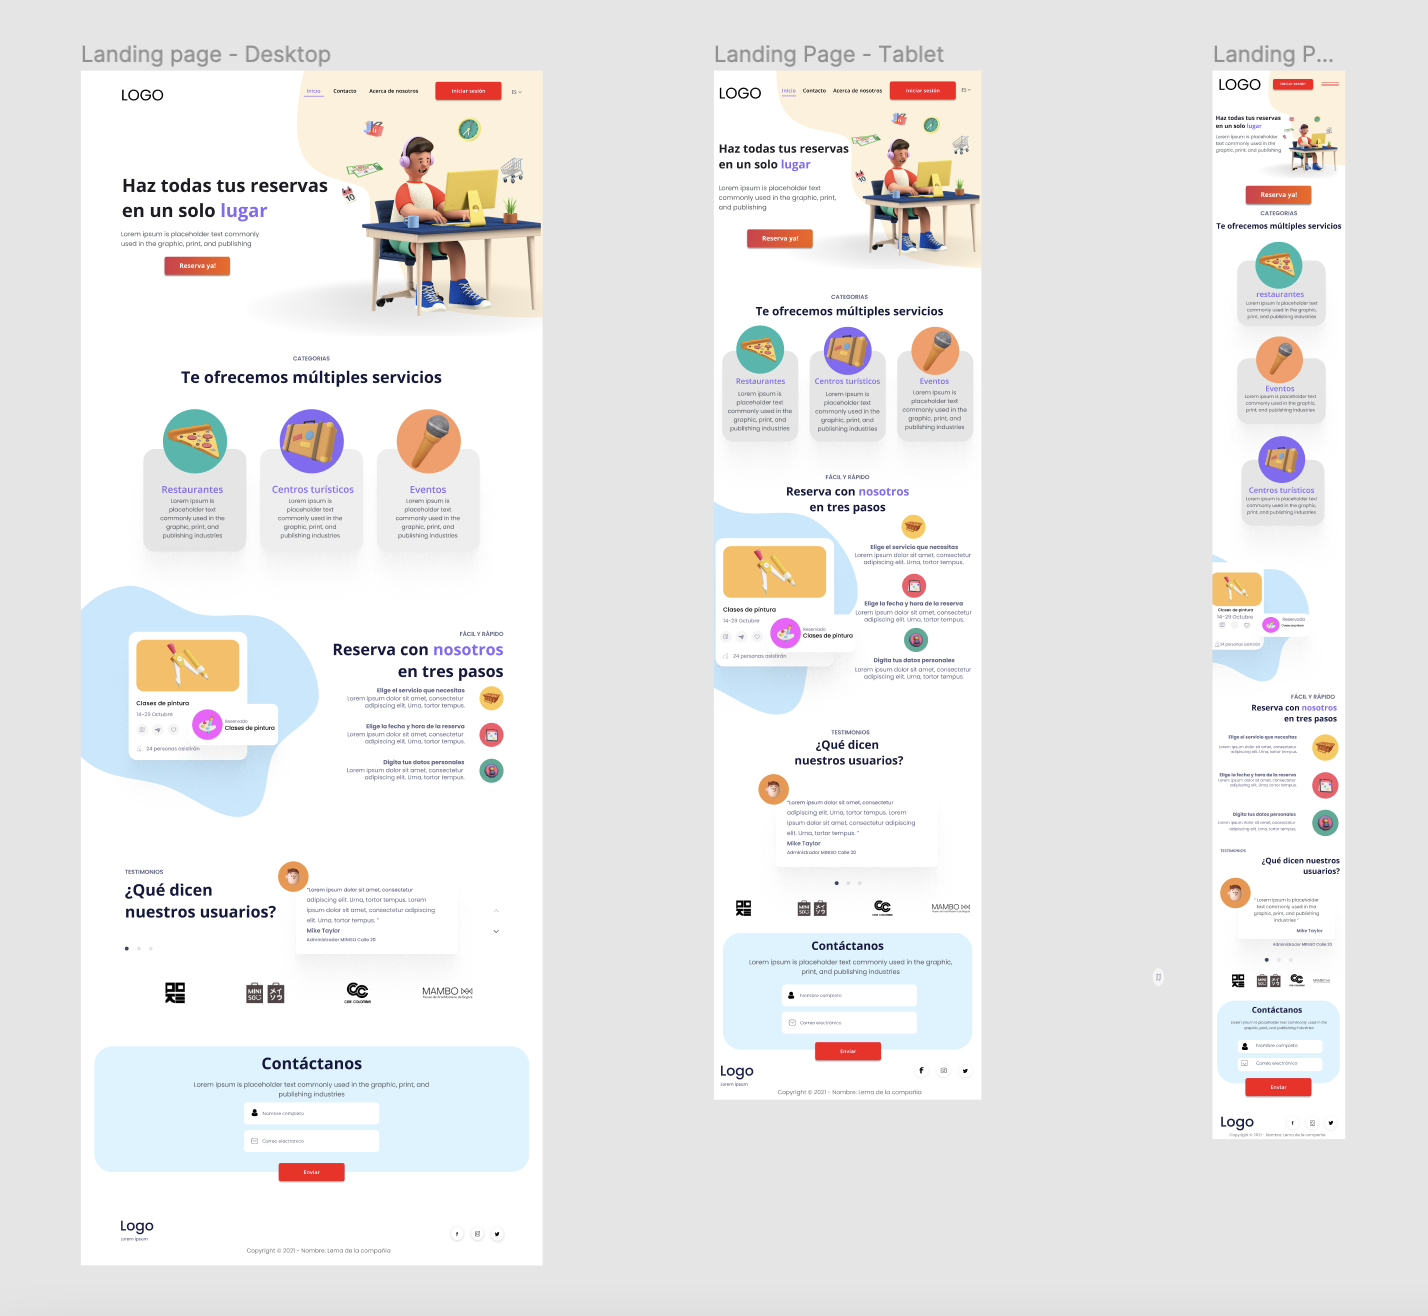 Landing page - Desktop
LOGO
Inicio
Contacto
Acerca de nosotros
Iniciar sesión
ES
Haz todas tus reservas
en un solo lugar
Lorem ipsum is placeholder text commonly
used in the graphic, print, and publishing
Reserva ya!
10
CATEGORIAS
Te ofrecemos múltiples servicios
Restaurantes
Lorem ipsum is
placeholder text
commonly used in the
graphic, print, and
publishing industries
Centros turísticos
Lorem ipsum is
placeholder text
commonly used in the
graphic, print, and
publishing industries
Eventos
Lorem ipsum is
placeholder text
commonly used in the
graphic, print, and
publishing industries
Clases de pintura
14-29 Octubre
24 personas asistirán
Reservado
Clases de pintura
FÁCIL Y RÁPIDO
Reserva con nosotros
en tres pasos
Elige el servicio que necesitas
Lorem ipsum dolor sit amet, consectetur
adipiscing elit. Urna, tortor tempus.
Elige la fecha y hora de la reserva
Lorem ipsum dolor sit amet, consectetur
adipiscing elit. Urna, tortor tempus.
Digita tus datos personales
Lorem ipsum dolor sit amet, consectetur
adipiscing elit. Urna, tortor tempus.
TESTIMONIOS
¿Qué dicen
nuestros usuarios?
"Lorem ipsum dolor sit amet, consectetur
adipiscing elit. Urna, tortor tempus. Lorem
ipsum dolor sit amet, consectetur adipiscing
elit. Urna, tortor tempus. "
Mike Taylor
Administrador MINISO Calle 20
MINI
SO
メイ
ソウ
CINE COLOMBIA
MAMBO
Contáctanos
Lorem ipsum is placeholder text commonly used in the graphic, print, and
publishing industries
Nombre completo
Correo electrónico
Enviar
Logo
Lorem ipsum
Copyright © 2021 - Nombre: Lema de la compañía
Landing Page - Tablet
LOGO
Inicio
Contacto
Acerca de nosotros
Iniciar sesión
ES
Haz todas tus reservas
en un solo lugar
Lorem ipsum is placeholder text
commonly used in the graphic, print,
and publishing
Reserva ya!
10
CATEGORIAS
Te ofrecemos múltiples servicios
Restaurantes
Lorem ipsum is
placeholder text
commonly used in the
graphic, print, and
publishing industries
Centros turísticos
Lorem ipsum is
placeholder text
commonly used in the
graphic, print, and
publishing industries
Eventos
Lorem ipsum is
placeholder text
commonly used in the
graphic, print, and
publishing industries
FÁCIL Y RÁPIDO
Reserva con nosotros
en tres pasos
Clases de pintura
14-29 Octubre
24 personas asistirán
Reservado
Clases de pintura
Elige el servicio que necesitas
Lorem ipsum dolor sit amet, consectetur
adipiscing elit. Urna, tortor tempus.
Elige la fecha y hora de la reserva
Lorem ipsum dolor sit amet, consectetur
adipiscing elit. Urna, tortor tempus.
Digita tus datos personales
Lorem ipsum dolor sit amet, consectetur
adipiscing elit. Urna, tortor tempus.
TESTIMONIOS
¿Qué dicen
nuestros usuarios?
"Lorem ipsum dolor sit amet, consectetur
adipiscing elit. Urna, tortor tempus. Lorem
ipsum dolor sit amet, consectetur adipiscing
elit. Urna, tortor tempus. "
Mike Taylor
Administrador MINISO Calle 20
MINI
SO
メイ
ソウ
CINE COLOMBIA
MAMBO
Contáctanos
Lorem ipsum is placeholder text commonly used in the graphic,
print, and publishing industries
Nombre completo
Correo electrónico
Enviar
Logo
Lorem ipsum
Copyright © 2021 - Nombre: Lema de la compañía
Landing P...
LOGO
Iniciar sesión
Haz todas tus reservas
en un solo lugar
Lorem ipsum is placeholder
text commonly used in the
graphic, print, and publishing
Reserva ya!
CATEGORIAS
Te ofrecemos múltiples servicios
restaurantes
Lorem ipsum is placeholder text
commonly used in the graphic,
print, and publishing industries
Eventos
Lorem ipsum is placeholder text
commonly used in the graphic,
print, and publishing industries
Centros turísticos
Lorem ipsum is placeholder text
commonly used in the graphic,
print, and publishing industries
Clases de pintura
14-29 Octubre
24 personas asistirán
Reservado
Clases de pintura
FÁCIL Y RÁPIDO
Reserva con nosotros
en tres pasos
Elige el servicio que necesitas
Lorem ipsum dolor sit amet, consectetur
adipiscing elit. Urna, tortor tempus.
Elige la fecha y hora de la reserva
Lorem ipsum dolor sit amet, consectetur
adipiscing elit. Urna tortor tempus.
Digita tus datos personales
Lorem ipsum dolor sit amet, consectetur
adipiscing elit. Urna, tortor tempus.
TESTIMONIOS
¿Qué dicen nuestros
usuarios?
" Lorem ipsum is placeholder
text commonly used in the
graphic, print, and publishing
industries "
Mike Taylor
Administrador MINISO Calle 20
MAMBO
Contáctanos
Lorem ipsum is placeholder text commonly used in the
graphic, print, and publishing industries
Nombre completo
Correo electrónico
Enviar
Logo
Copyright © 2021 - Nombre: Lema de la compañía